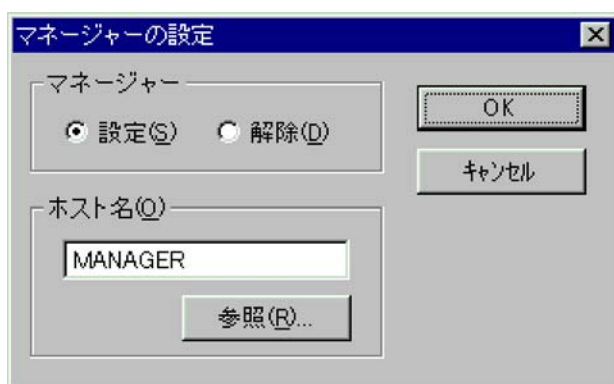 マネージャーの設定
マネージャー
設定(S) 解除(D)
OK
キャンセル
ホスト名(O)
MANAGER
参照(R)...